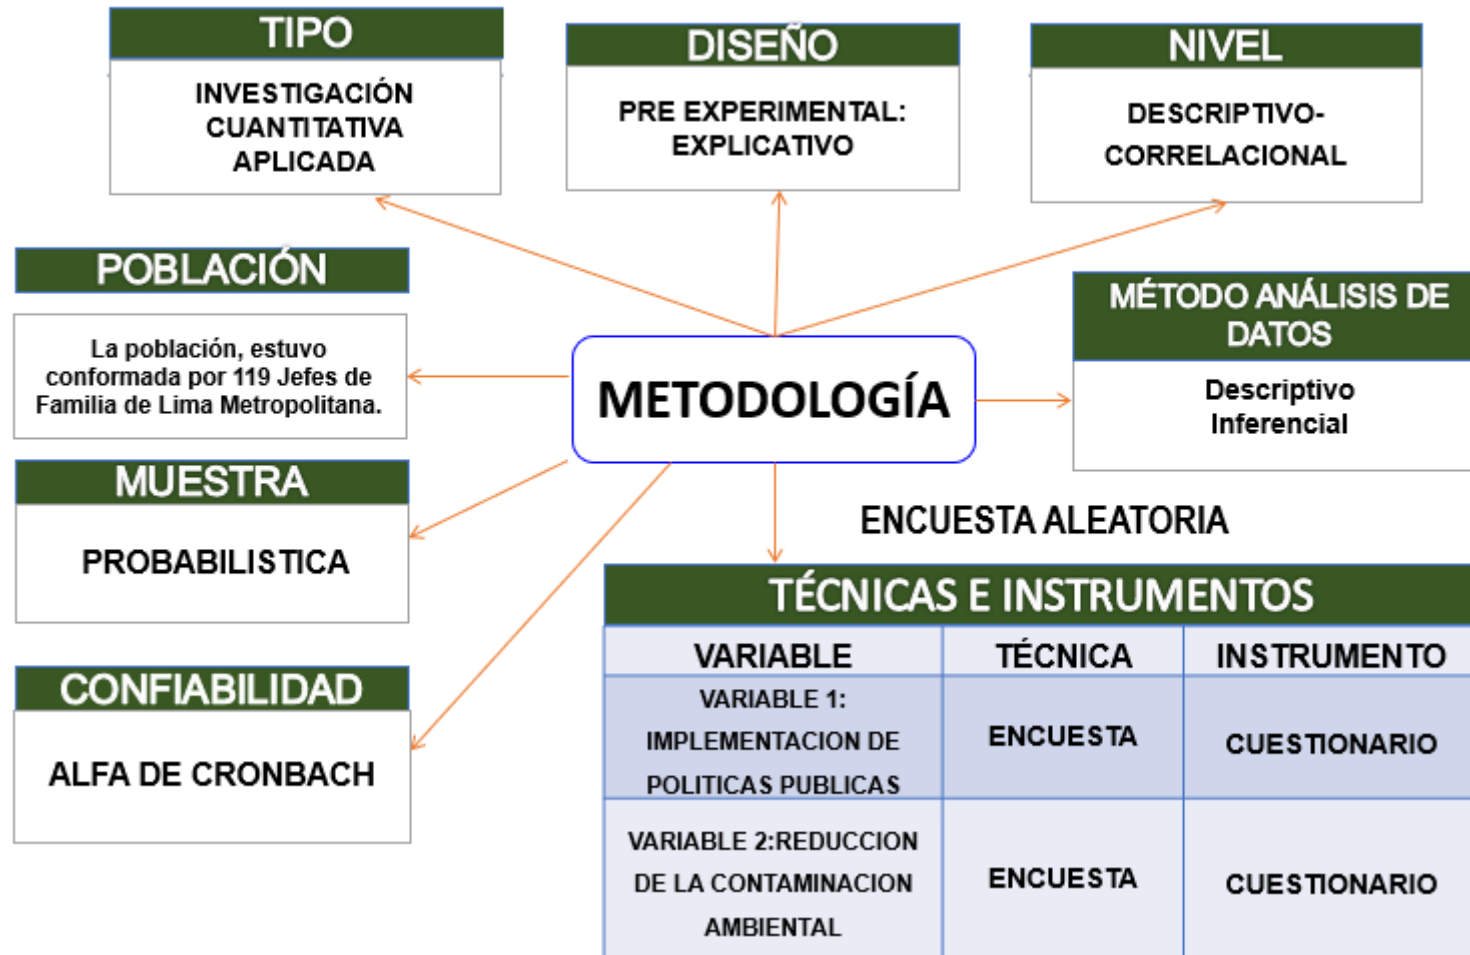 TIPO
INVESTIGACIÓN
CUANTITATIVA
APLICADA
DISEÑO
PRE EXPERIMENTAL:
EXPLICATIVO
NIVEL
DESCRIPTIVO-
CORRELACIONAL
POBLACIÓN
La población, estuvo
conformada por 119 Jefes de
Familia de Lima Metropolitana.
METODOLOGÍA
MÉTODO ANÁLISIS DE
DATOS
Descriptivo
Inferencial
MUESTRA
PROBABILISTICA
CONFIABILIDAD
ALFA DE CRONBACH
ENCUESTA ALEATORIA
TÉCNICAS E INSTRUMENTOS
VARIABLE TÉCNICA INSTRUMENTO
VARIABLE 1:
IMPLEMENTACION DE
POLITICAS PUBLICAS
ENCUESTA
CUESTIONARIO
VARIABLE 2:REDUCCION
DE LA CONTAMINACION
AMBIENTAL
ENCUESTA
CUESTIONARIO